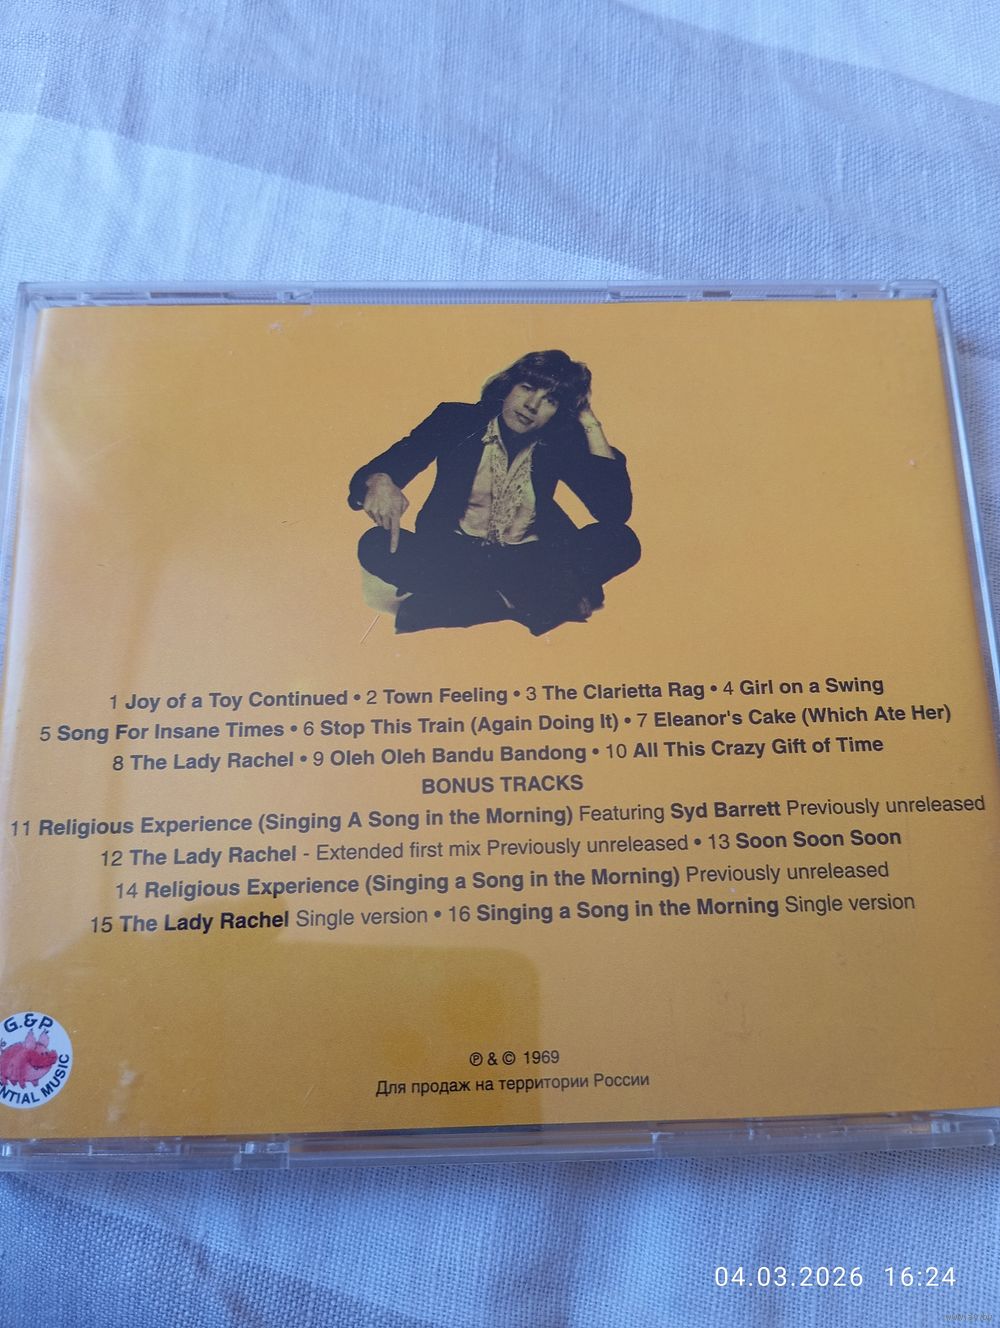 1 Joy of a Toy Continued • 2 Town Feeling • 3 The Clarietta Rag • 4 Girl on a Swing
5 Song For Insane Times • 6 Stop This Train (Again Doing It) • 7 Eleanor's Cake (Which Ate Her)
8 The Lady Rachel • 9 Oleh Oleh Bandu Bandong • 10 All This Crazy Gift of Time
BONUS TRACKS
11 Religious Experience (Singing A Song in the Morning) Featuring Syd Barrett Previously unreleased
12 The Lady Rachel - Extended first mix Previously unreleased • 13 Soon Soon Soon
14 Religious Experience (Singing a Song in the Morning) Previously unreleased
15 The Lady Rachel Single version • 16 Singing a Song in the Morning Single version
G.&P
NTIAL MUSIC
℗ & © 1969
Для продаж на территории России
04.03.2026 16:24